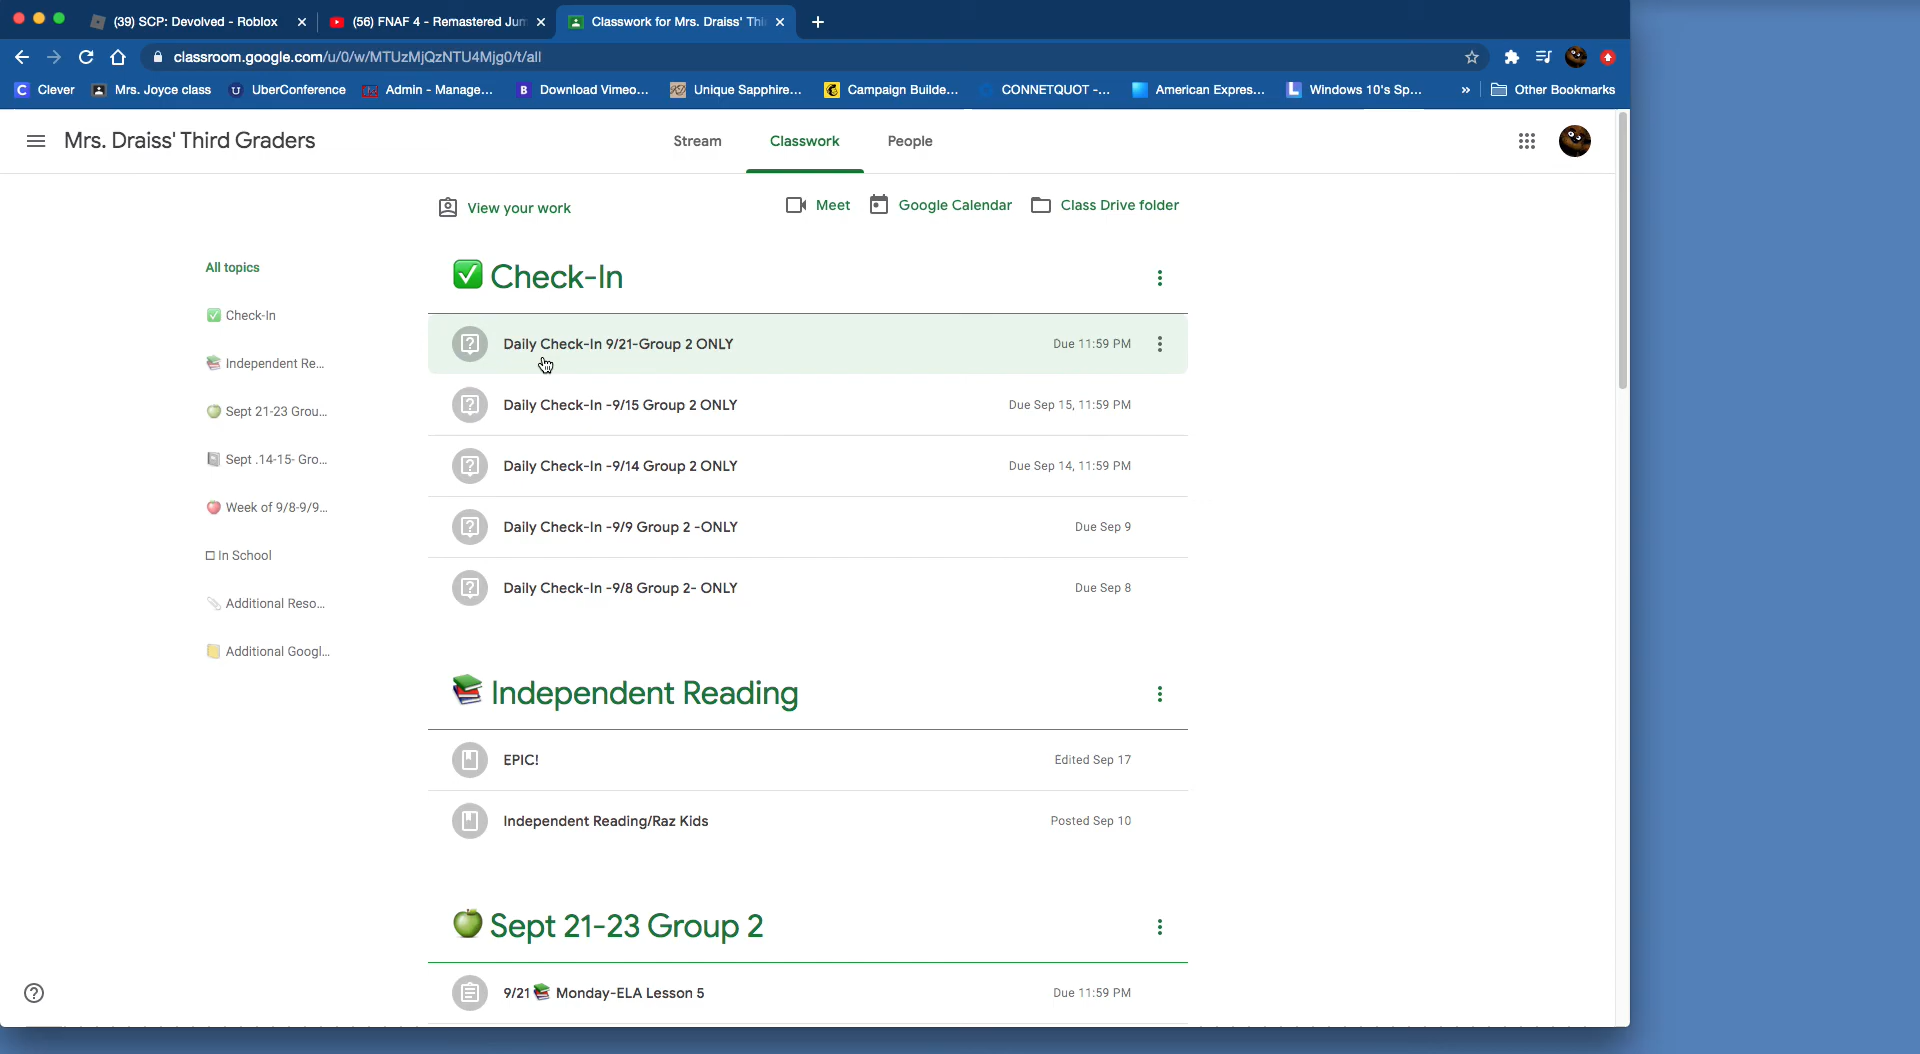 (39) SCP: Devolved - Roblox
(56) FNAF 4 - Remastered Jum
Classwork for Mrs. Draiss' Thi
classroom.google.com/u/0/w/MTUzMjQzNTU4Mjg0/t/all
Clever
Mrs. Joyce class
UberConference
Admin - Manage...
Download Vimeo...
Unique Sapphire...
Campaign Builde...
CONNETQUOT -...
American Expres...
Windows 10's Sp...
»
Other Bookmarks
Mrs. Draiss' Third Graders
Stream
Classwork
People
View your work
Meet
Google Calendar
Class Drive folder
All topics
✅ Check-In
📚 Independent Re...
🍏 Sept 21-23 Grou...
Sept .14-15- Gro...
Week of 9/8-9/9...
☐ In School
📎 Additional Reso...
Additional Googl...
✅ Check-In
Daily Check-In 9/21-Group 2 ONLY Due 11:59 PM
Daily Check-In -9/15 Group 2 ONLY Due Sep 15, 11:59 PM
Daily Check-In -9/14 Group 2 ONLY Due Sep 14, 11:59 PM
Daily Check-In -9/9 Group 2 -ONLY Due Sep 9
Daily Check-In -9/8 Group 2- ONLY Due Sep 8
📚 Independent Reading
EPIC! Edited Sep 17
Independent Reading/Raz Kids Posted Sep 10
🍏 Sept 21-23 Group 2
9/21 📚 Monday-ELA Lesson 5 Due 11:59 PM